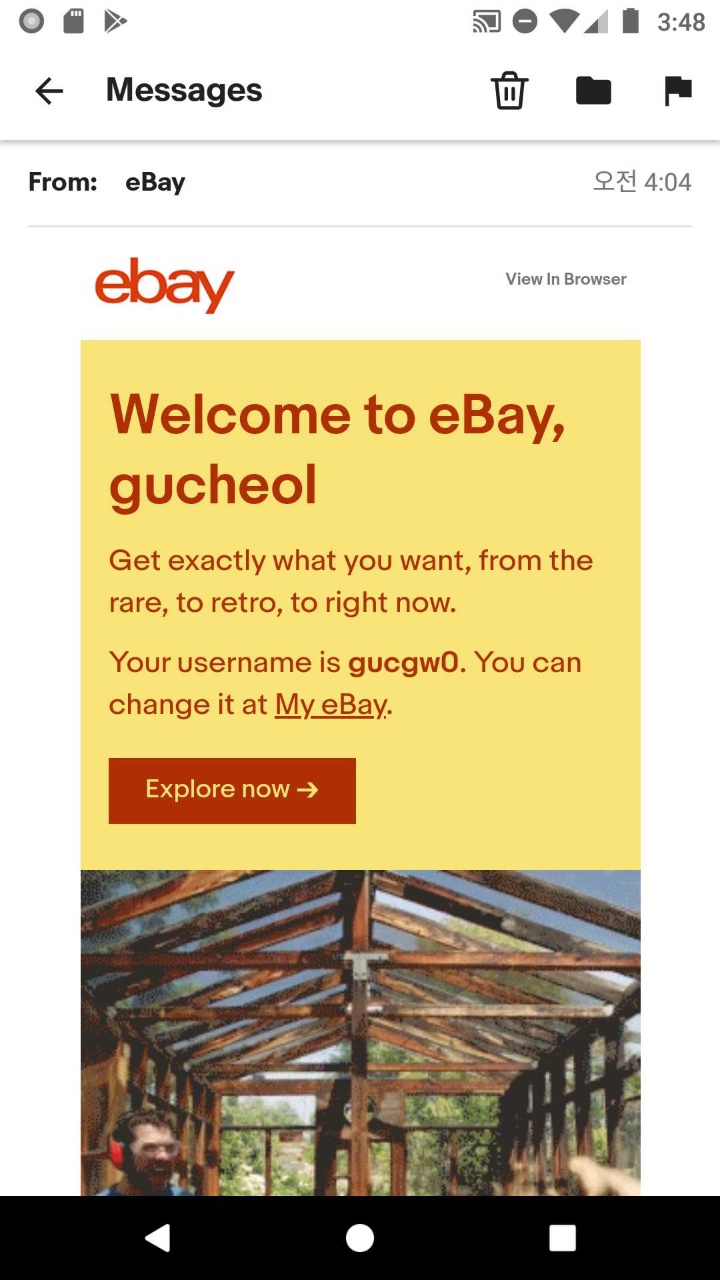 3:48
Messages
From: eBay 오전 4:04
ebay View In Browser
Welcome to eBay,
gucheol
Get exactly what you want, from the
rare, to retro, to right now.
Your username is gucgw0. You can
change it at My eBay.
Explore now →